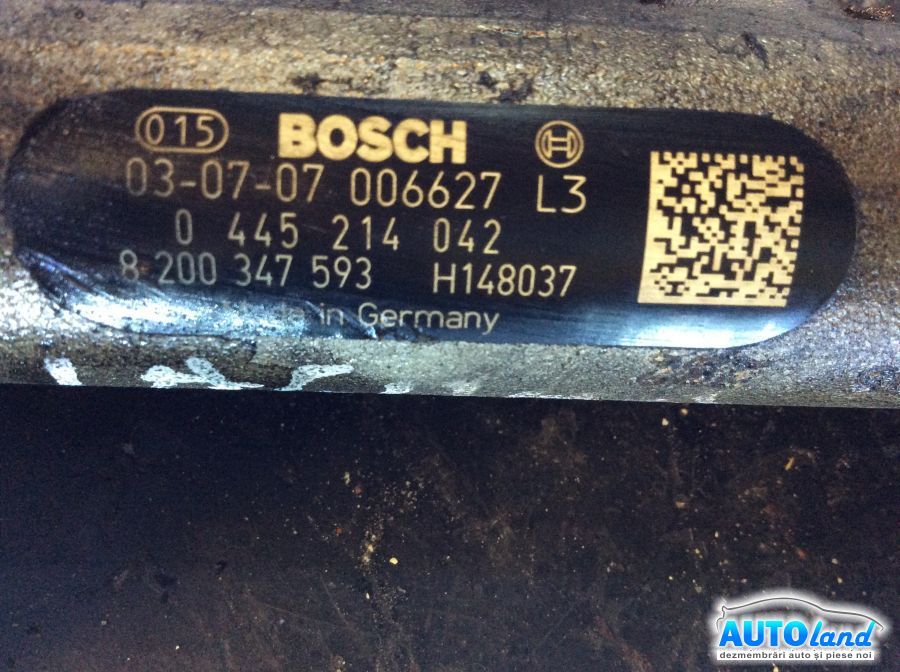 015 BOSCH
03-07-07 006627 L3
0 445 214 042
8 200 347 593 H148037
in Germany
AUTOland
dezmembrări auto și piese noi